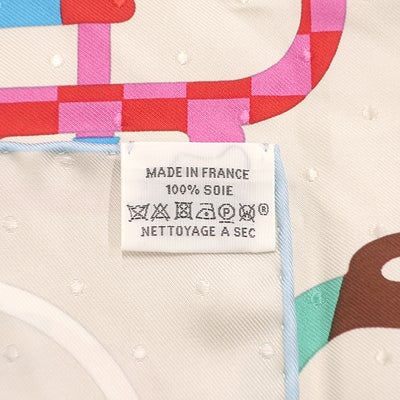 MADE IN FRANCE
100% SOIE
P W®
NETTOYAGE A SEC